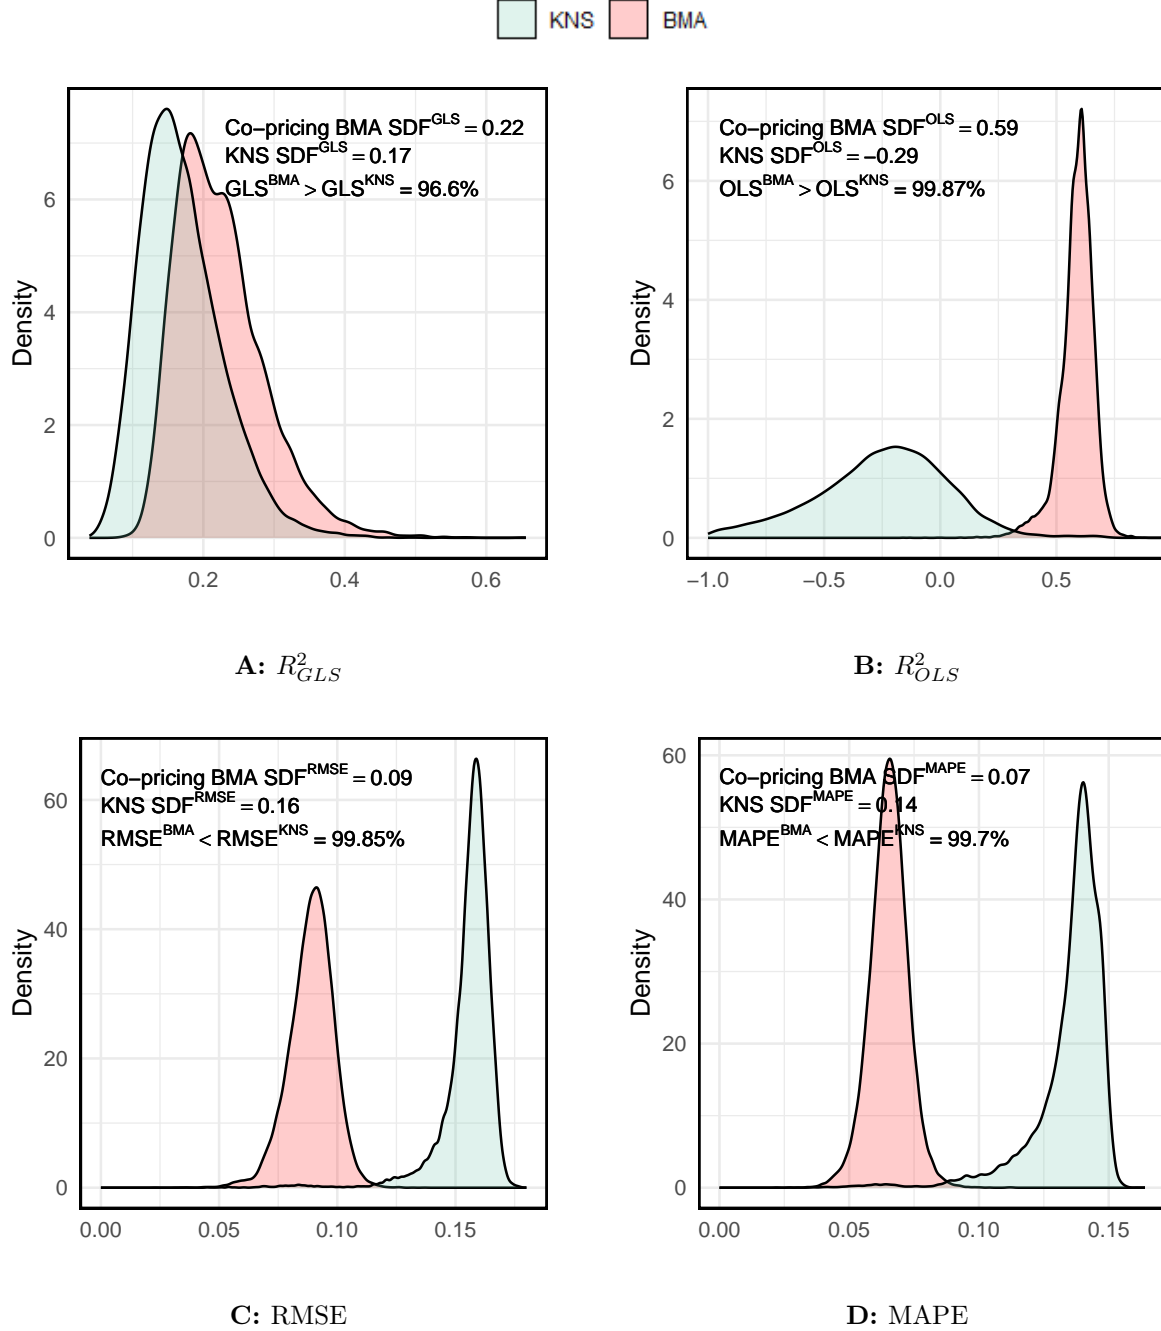 KNS BMA
Co-pricing BMA SDF^GLS = 0.22
KNS SDF^GLS = 0.17
GLS^BMA > GLS^KNS = 96.6%
Density
6
4
2
0
0.2 0.4 0.6
A: R²_GLS
Co-pricing BMA SDF^OLS = 0.59
KNS SDF^OLS = −0.29
OLS^BMA > OLS^KNS = 99.87%
Density
6
4
2
0
−1.0 −0.5 0.0 0.5
B: R²_OLS
Co-pricing BMA SDF^RMSE = 0.09
KNS SDF^RMSE = 0.16
RMSE^BMA < RMSE^KNS = 99.85%
Density
60
40
20
0
0.00 0.05 0.10 0.15
C: RMSE
Co-pricing BMA SDF^MAPE = 0.07
KNS SDF^MAPE = 0.14
MAPE^BMA < MAPE^KNS = 99.7%
Density
60
40
20
0
0.00 0.05 0.10 0.15
D: MAPE